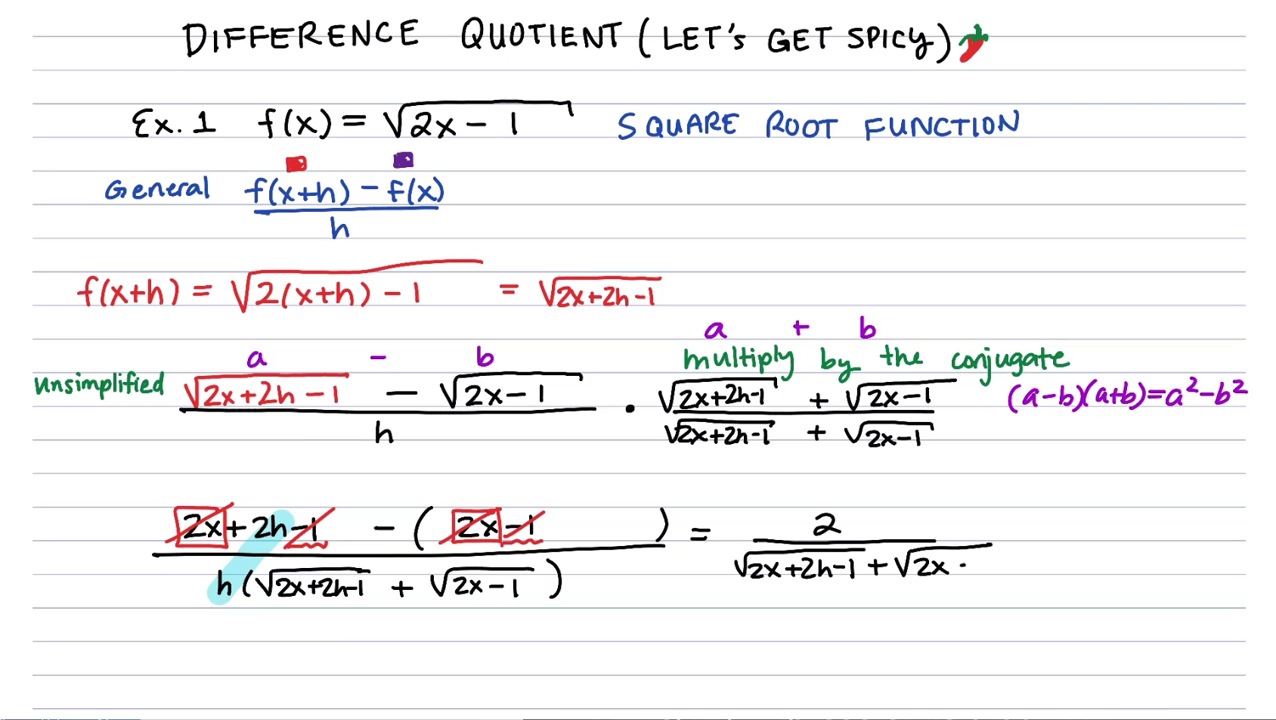 DIFFERENCE QUOTIENT (LET'S GET SPICY)
Ex. 1 f(x) = √2x - 1 SQUARE ROOT FUNCTION
General f(x+h) - f(x)
h
f(x+h) = √2(x+h) - 1 = √2x+2h-1
a + b
a - b multiply by the conjugate
unsimplified √2x+2h-1 - √2x-1 · √2x+2h-1 + √2x-1 (a-b)(a+b)=a²-b²
h √2x+2h-1 + √2x-1
2x+2h-1 - (2x-1) = 2
h(√2x+2h-1 + √2x-1) √2x+2h-1 + √2x ·